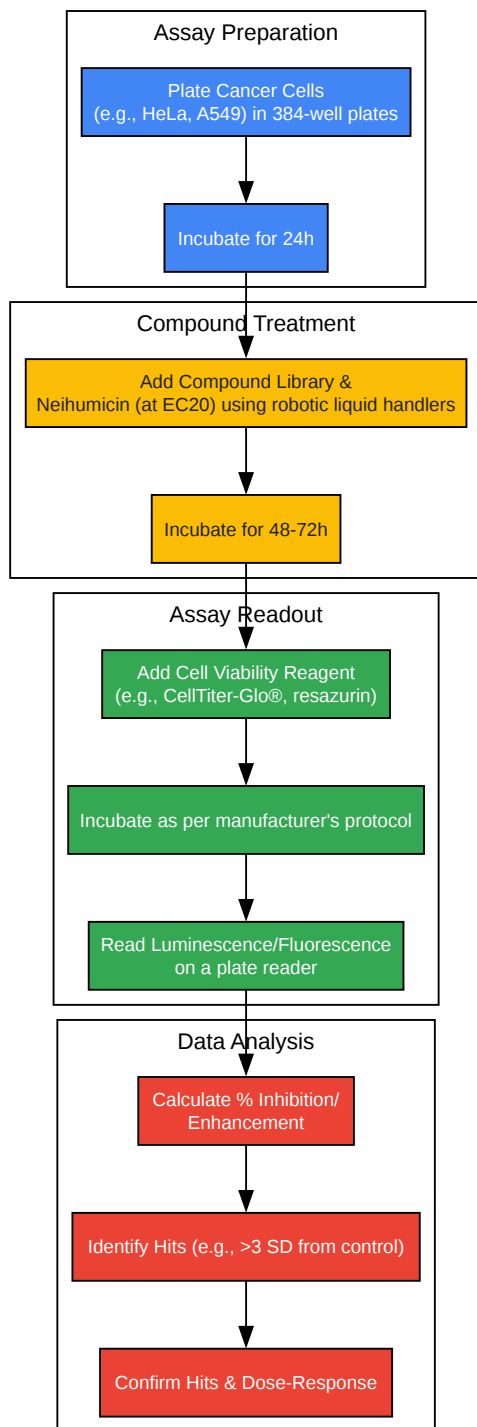 Assay Preparation
Plate Cancer Cells
(e.g., HeLa, A549) in 384-well plates
Incubate for 24h
Compound Treatment
Add Compound Library &
Neihumicin (at EC20) using robotic liquid handlers
Incubate for 48-72h
Assay Readout
Add Cell Viability Reagent
(e.g., CellTiter-Glo®, resazurin)
Incubate as per manufacturer's protocol
Read Luminescence/Fluorescence
on a plate reader
Data Analysis
Calculate % Inhibition/
Enhancement
Identify Hits (e.g., >3 SD from control)
Confirm Hits & Dose-Response